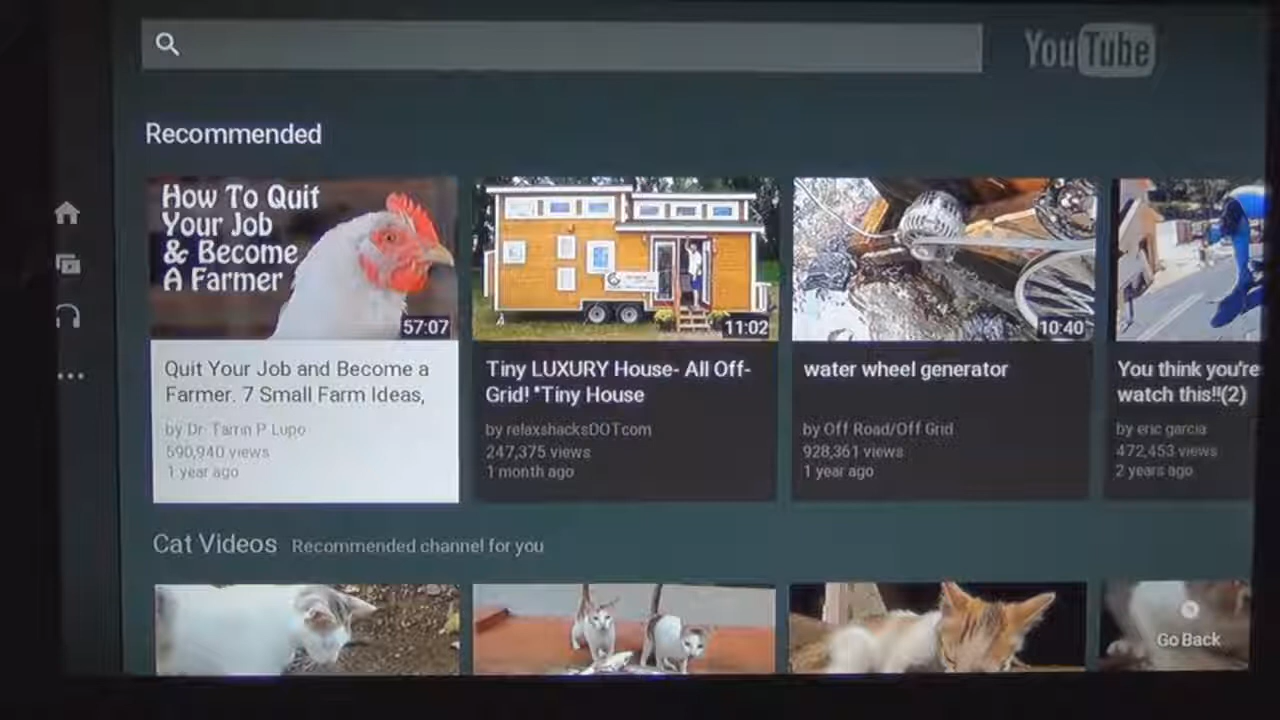 YouTube
Recommended
How To Quit
Your Job
& Become
A Farmer
57:07
Quit Your Job and Become a
Farmer. 7 Small Farm Ideas,
by Dr. Tarrin P Lupo
590,940 views
1 year ago
11:02
Tiny LUXURY House- All Off-
Grid! "Tiny House
by relaxshacksDOTcom
247,375 views
1 month ago
10:40
water wheel generator
by Off Road/Off Grid
928,361 views
1 year ago
You think you're
watch this!!(2)
by eric garcia
472,453 views
2 years ago
Cat Videos Recommended channel for you
Go Back